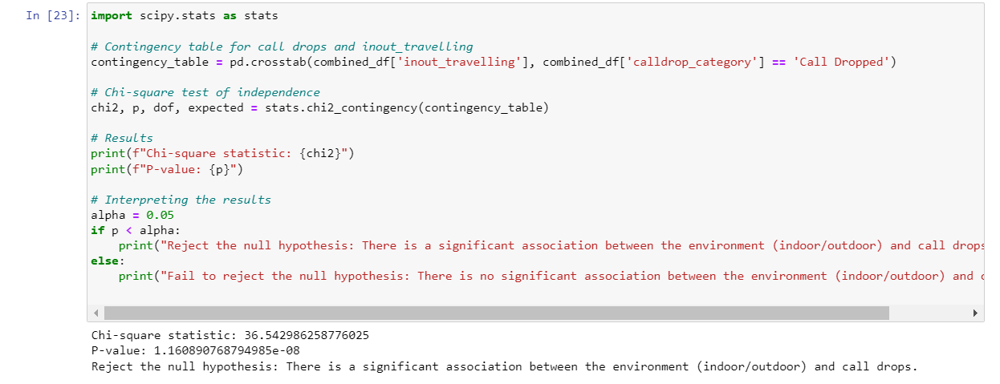 In [23]: import scipy.stats as stats
# Contingency table for call drops and inout_travelling
contingency_table = pd.crosstab(combined_df['inout_travelling'], combined_df['calldrop_category'] == 'Call Dropped')
# Chi-square test of independence
chi2, p, dof, expected = stats.chi2_contingency(contingency_table)
# Results
print(f"Chi-square statistic: {chi2}")
print(f"P-value: {p}")
# Interpreting the results
alpha = 0.05
if p < alpha:
    print("Reject the null hypothesis: There is a significant association between the environment (indoor/outdoor) and call drops
else:
    print("Fail to reject the null hypothesis: There is no significant association between the environment (indoor/outdoor) and
Chi-square statistic: 36.542986258776025
P-value: 1.160890768794985e-08
Reject the null hypothesis: There is a significant association between the environment (indoor/outdoor) and call drops.